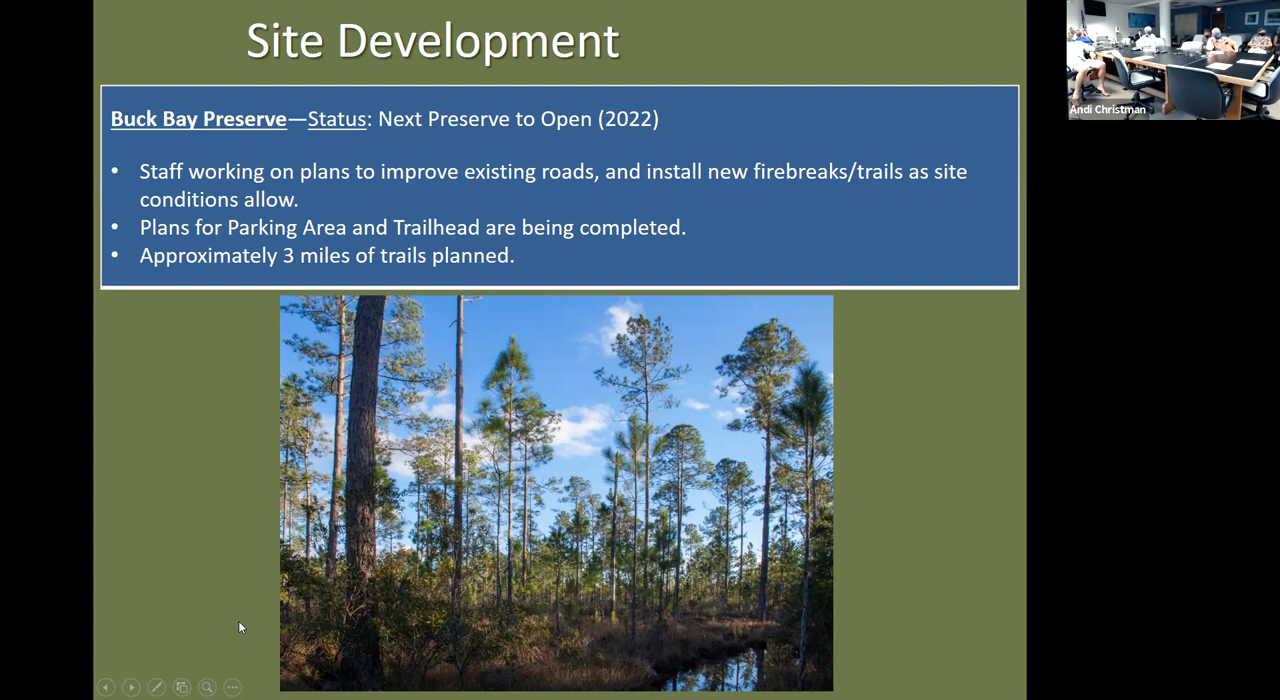 Site Development
Buck Bay Preserve—Status: Next Preserve to Open (2022)
• Staff working on plans to improve existing roads, and install new firebreaks/trails as site
conditions allow.
• Plans for Parking Area and Trailhead are being completed.
• Approximately 3 miles of trails planned.
Andi Christman